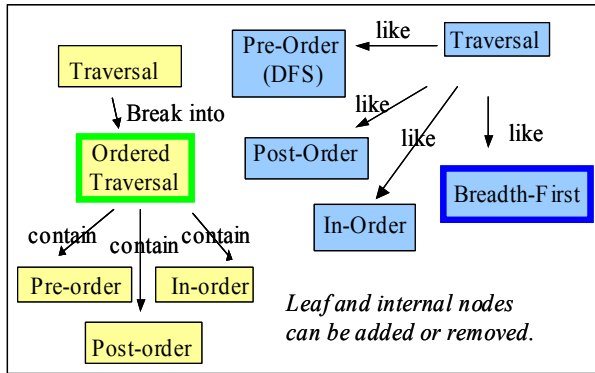 Traversal
Break into
Ordered
Traversal
contain
contain
contain
Pre-order
In-order
Post-order
Pre-Order
(DFS)
like
Traversal
like
like
like
Post-Order
In-Order
Breadth-First
Leaf and internal nodes
can be added or removed.